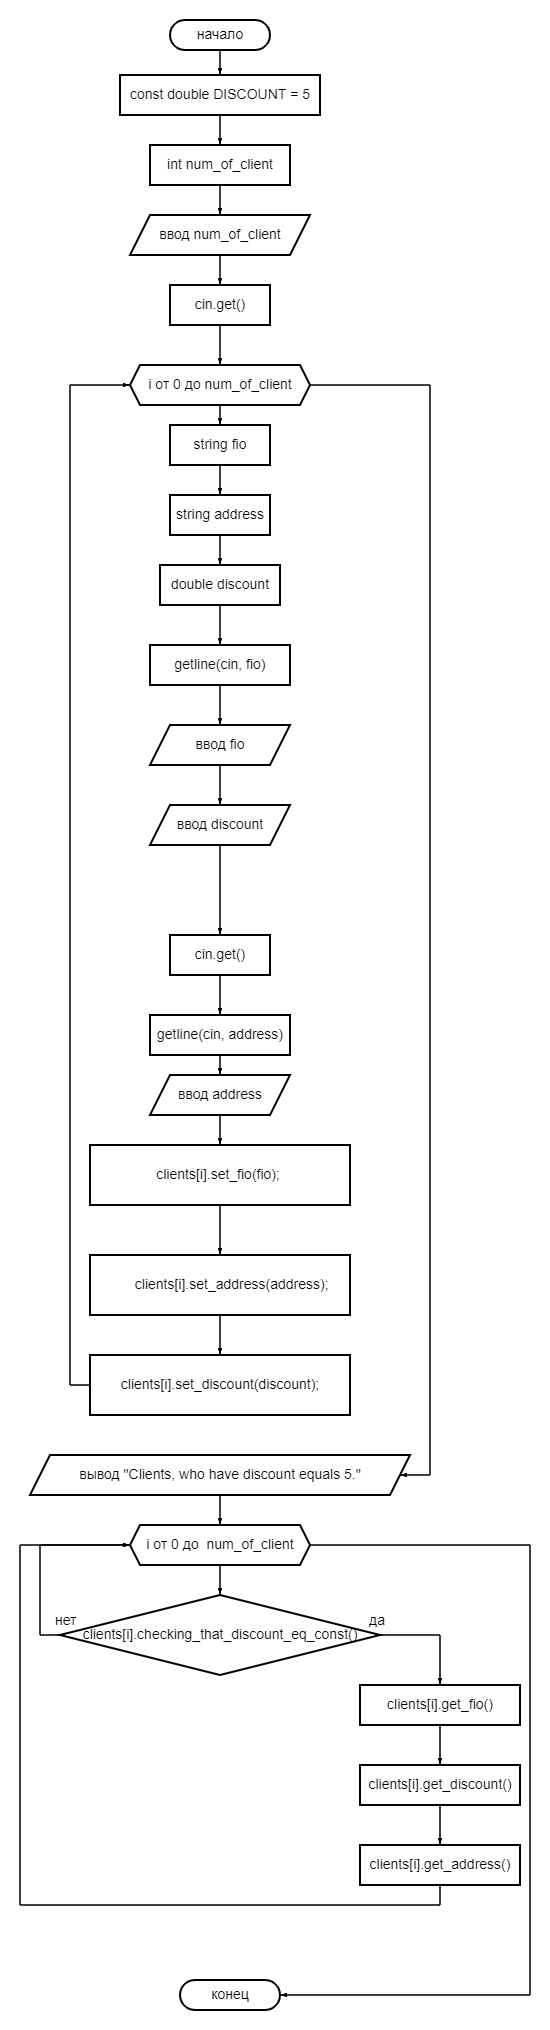 начало
const double DISCOUNT = 5
int num_of_client
ввод num_of_client
cin.get()
i от 0 до num_of_client
string fio
string address
double discount
getline(cin, fio)
ввод fio
ввод discount
cin.get()
getline(cin, address)
ввод address
clients[i].set_fio(fio);
clients[i].set_address(address);
clients[i].set_discount(discount);
вывод "Clients, who have discount equals 5."
i от 0 до num_of_client
нет
да
clients[i].checking_that_discount_eq_const()
clients[i].get_fio()
clients[i].get_discount()
clients[i].get_address()
конец